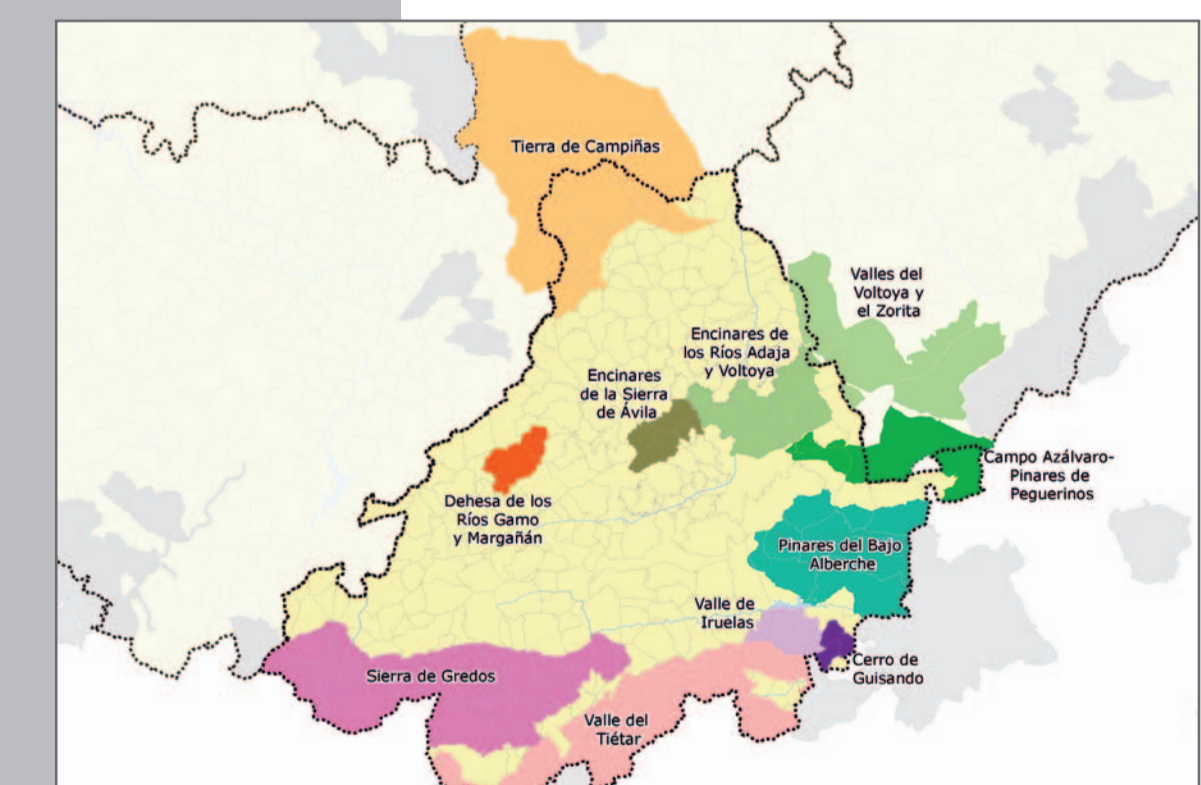 Tierra de Campiñas
Valles del
Voltoya y
el Zorita
Encinares de
los Ríos Adaja
y Voltoya
Encinares
de la Sierra
de Ávila
Dehesa de los
Ríos Gamo
y Margañán
Campo Azálvaro-
Pinares de
Peguerinos
Pinares del Bajo
Alberche
Valle de
Iruelas
Cerro de
Guisando
Sierra de Gredos
Valle del
Tiétar